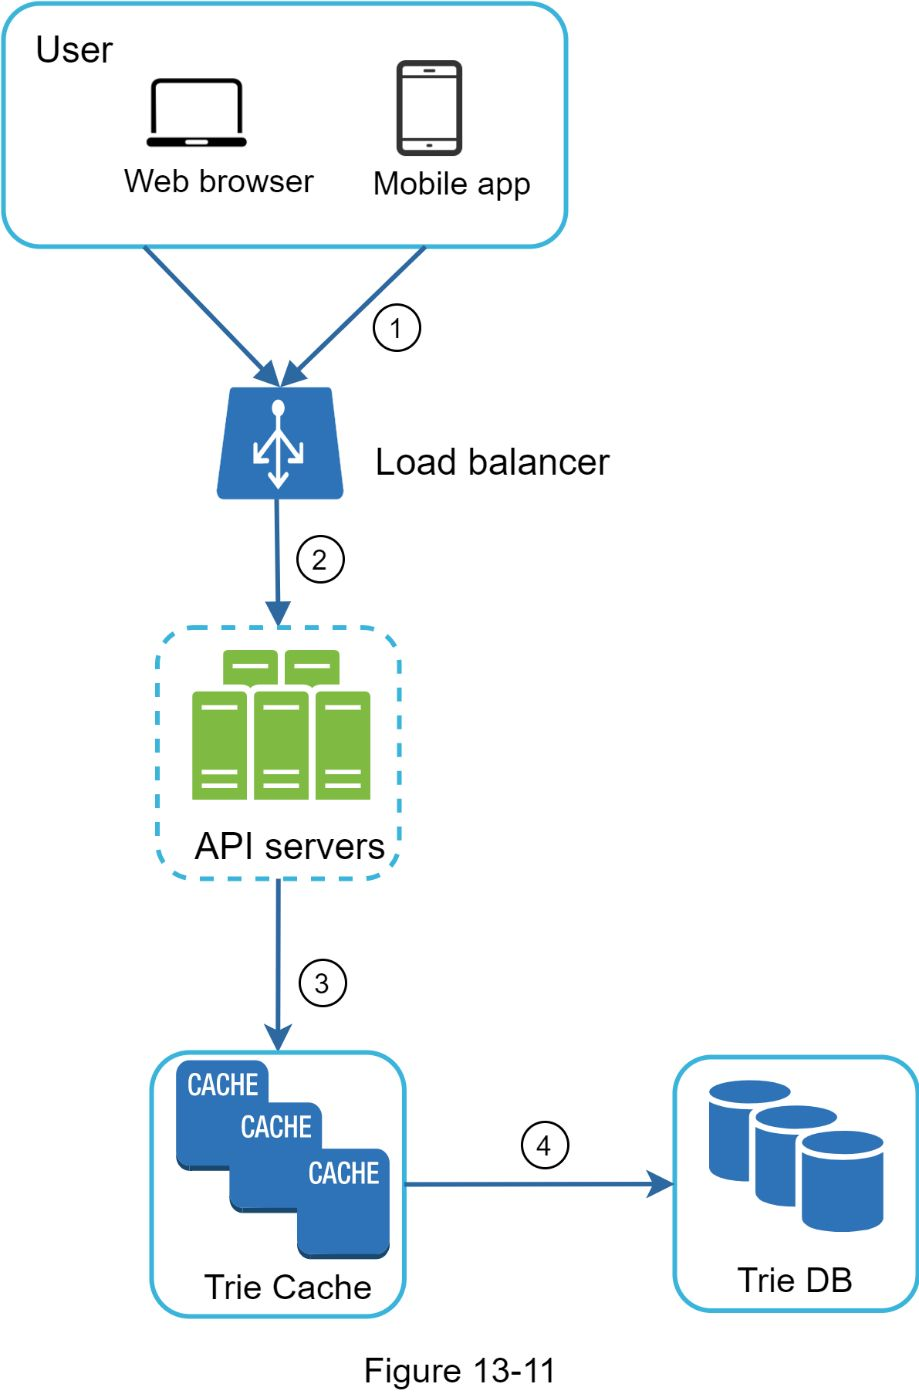 User
Web browser
Mobile app
1
Load balancer
2
API servers
3
CACHE
CACHE
CACHE
Trie Cache
4
Trie DB
Figure 13-11